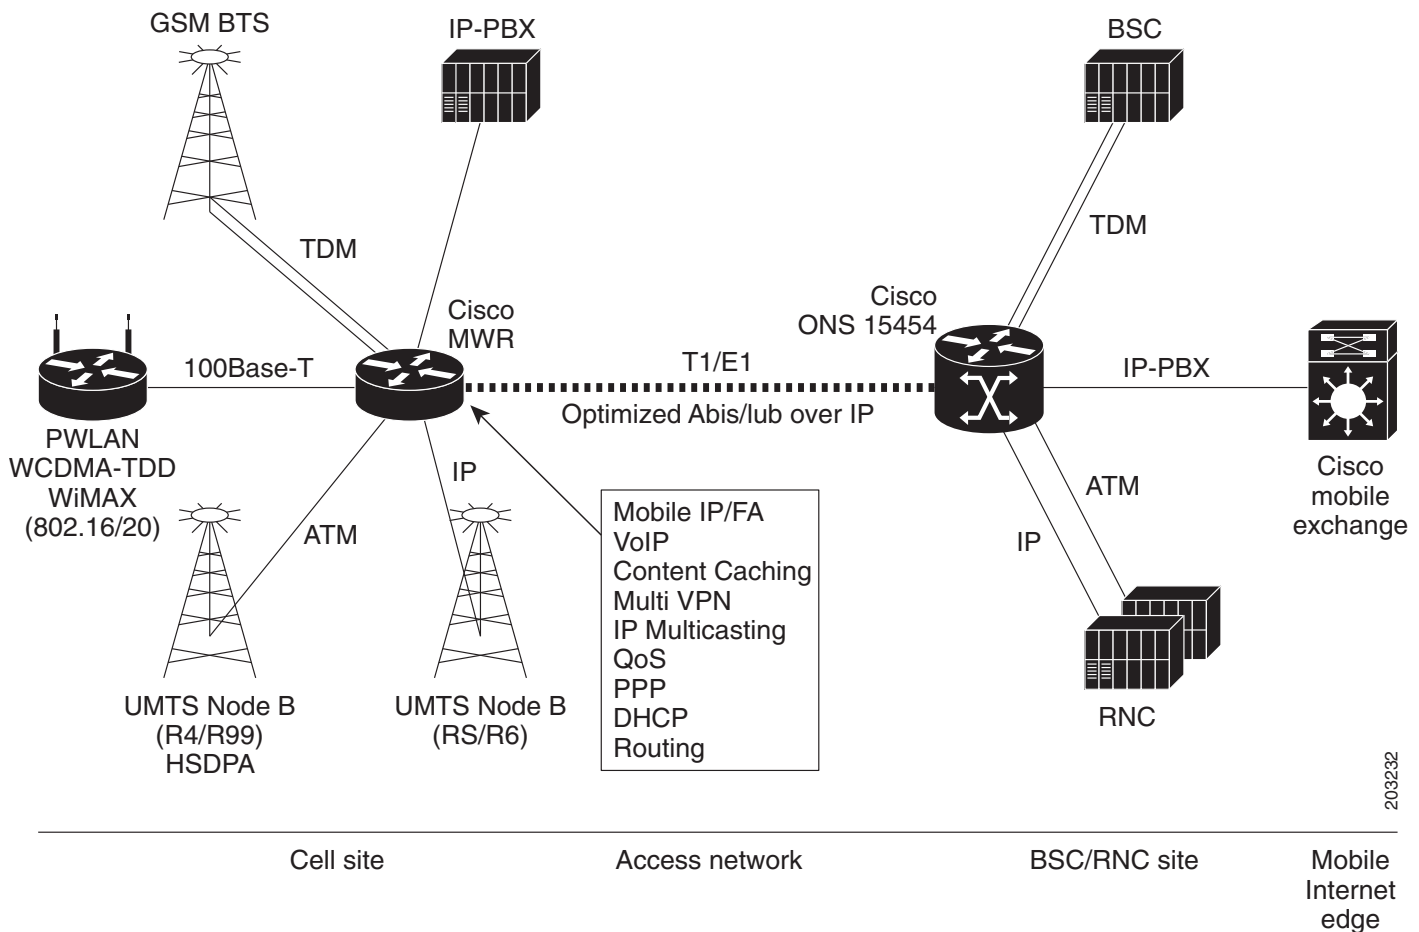 GSM BTS
IP-PBX
BSC
TDM
TDM
Cisco
MWR
Cisco
ONS 15454
100Base-T
T1/E1
IP-PBX
Optimized Abis/lub over IP
PWLAN
WCDMA-TDD
WiMAX
(802.16/20)
IP
ATM
ATM
IP
Cisco
mobile
exchange
Mobile IP/FA
VoIP
Content Caching
Multi VPN
IP Multicasting
QoS
PPP
DHCP
Routing
UMTS Node B
(R4/R99)
HSDPA
UMTS Node B
(RS/R6)
RNC
203232
Cell site
Access network
BSC/RNC site
Mobile
Internet
edge